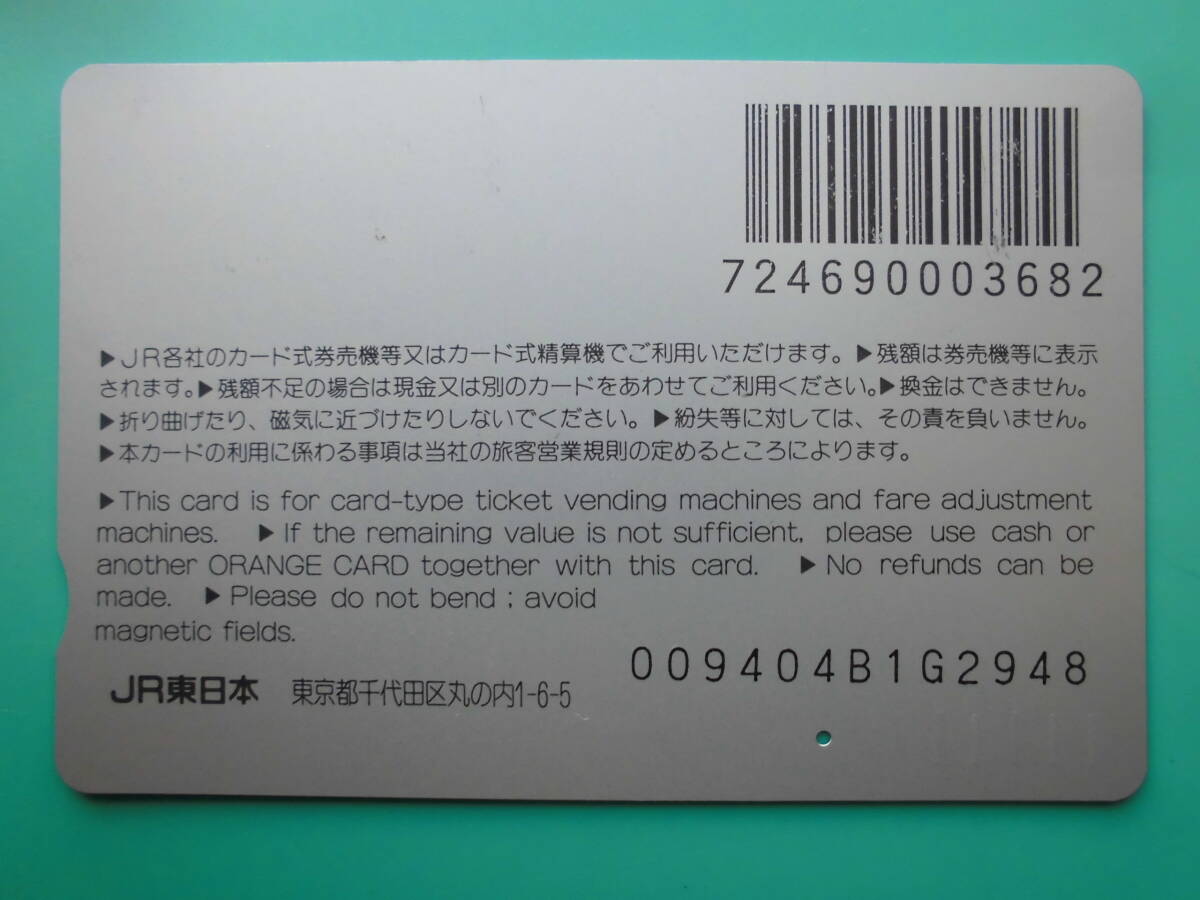 724690003682
▶JR各社のカード式券売機等又はカード式精算機でご利用いただけます。▶残額は券売機等に表示
されます。▶残額不足の場合は現金又は別のカードをあわせてご利用ください。▶換金はできません。
▶折り曲げたり、磁気に近づけたりしないでください。▶紛失等に対しては、その責を負いません。
▶本カードの利用に係わる事項は当社の旅客営業規則の定めるところによります。
▶This card is for card-type ticket vending machines and fare adjustment
machines. ▶If the remaining value is not sufficient, please use cash or
another ORANGE CARD together with this card. ▶No refunds can be
made. ▶Please do not bend ; avoid
magnetic fields.
009404B1G2948
JR東日本 東京都千代田区丸の内1-6-5